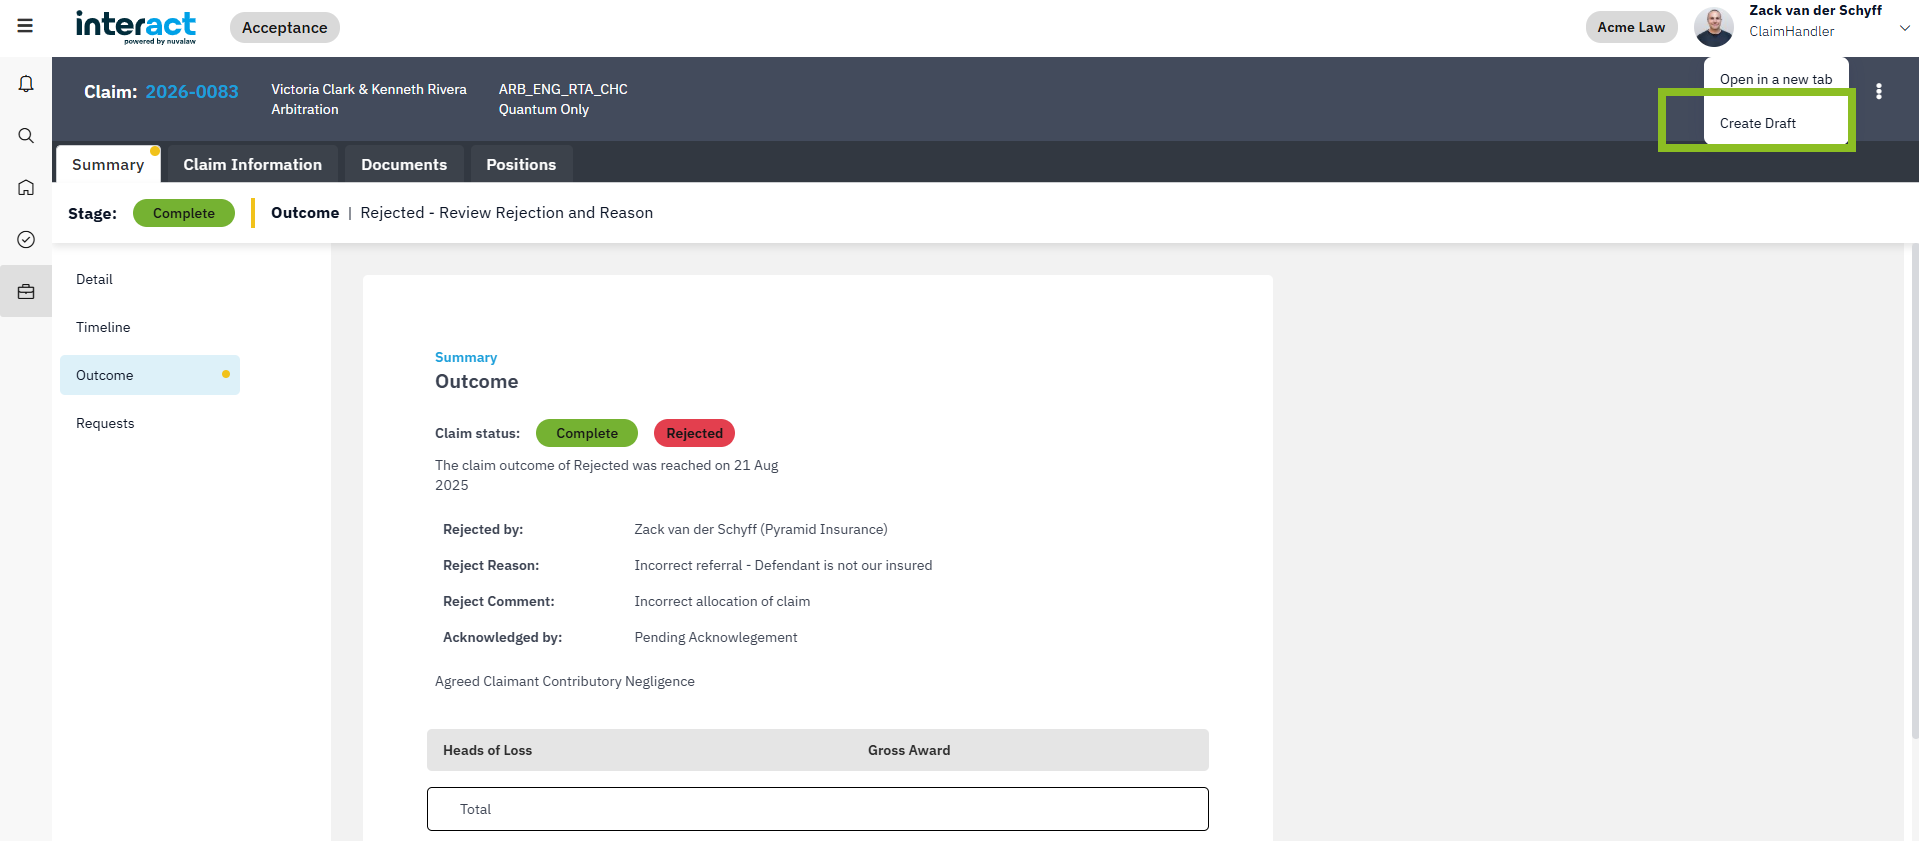 interact
powered by nuvalaw
Acceptance
Acme Law
Zack van der Schyff
ClaimHandler
Claim: 2026-0083
Victoria Clark & Kenneth Rivera
Arbitration
ARB_ENG_RTA_CHC
Quantum Only
Open in a new tab
Create Draft
Summary
Claim Information
Documents
Positions
Stage: Complete
Outcome | Rejected - Review Rejection and Reason
Detail
Timeline
Outcome
Requests
Summary
Outcome
Claim status: Complete Rejected
The claim outcome of Rejected was reached on 21 Aug
2025
Rejected by: Zack van der Schyff (Pyramid Insurance)
Reject Reason: Incorrect referral - Defendant is not our insured
Reject Comment: Incorrect allocation of claim
Acknowledged by: Pending Acknowlegement
Agreed Claimant Contributory Negligence
Heads of Loss Gross Award
Total